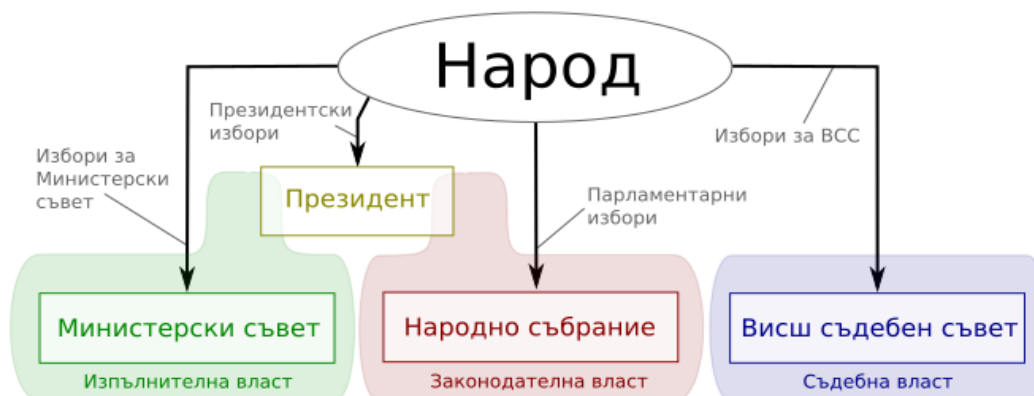 Народ
Президентски
избори
Избори за ВСС
Избори за
Министерски
съвет
Президент
Парламентарни
избори
Министерски съвет
Народно събрание
Висш съдебен съвет
Изпълнителна власт
Законодателна власт
Съдебна власт